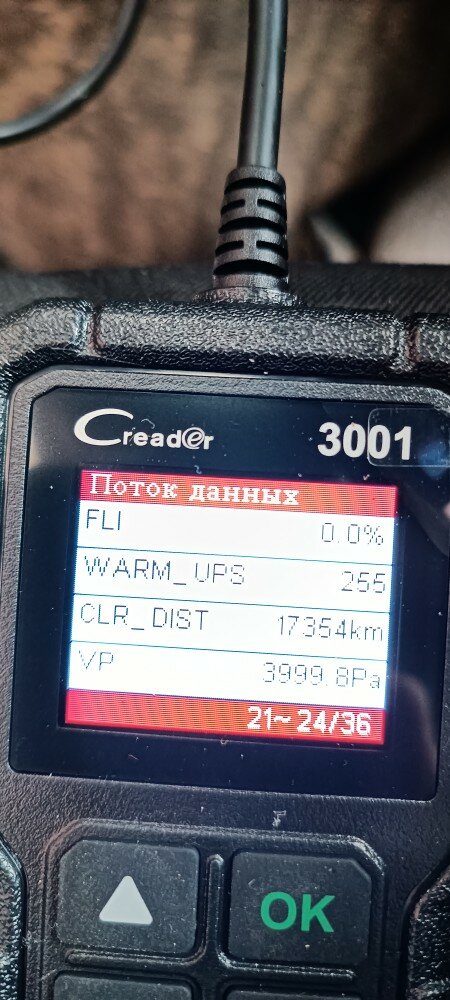 Creader 3001
Поток данных
FLI 0.0%
WARM_UPS 255
CLR_DIST 17354km
VP 3999.8Pa
21~24/36
OK